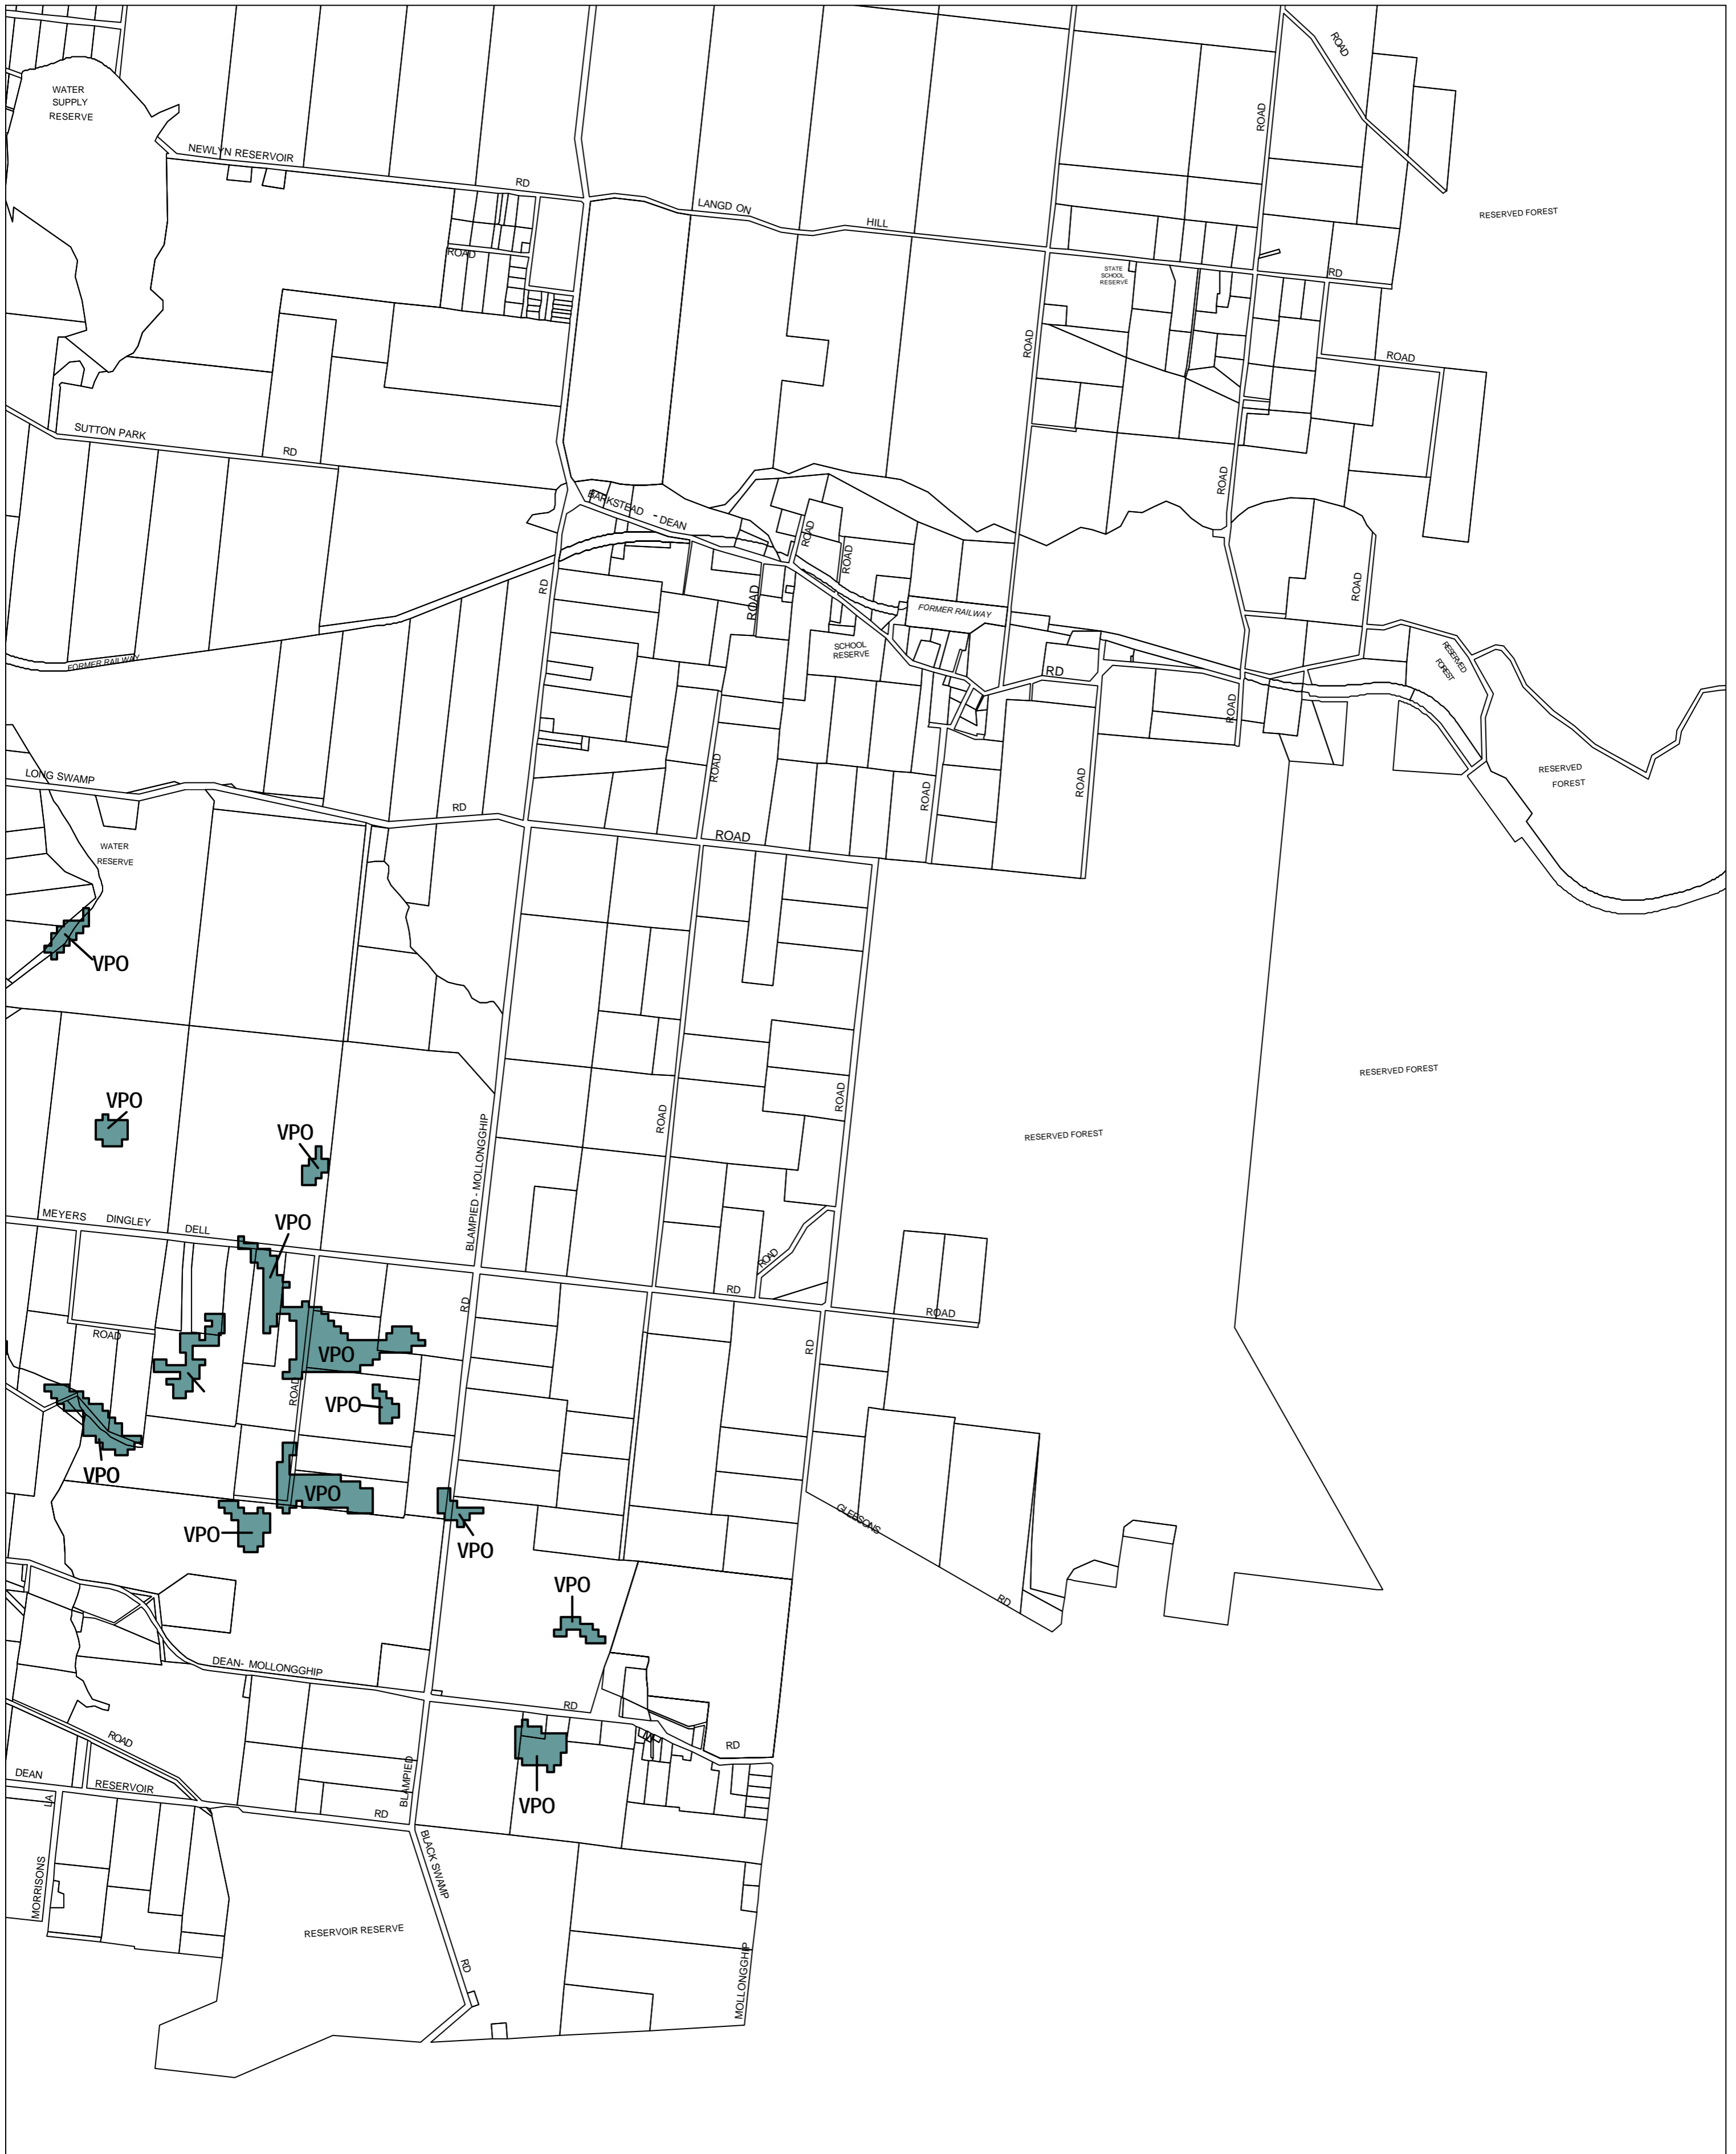 ROAD
WATER
SUPPLY
RESERVE
ROAD
NEWLYN RESERVOIR
RD
LANGD ON
HILL
RESERVED FOREST
ROAD
STATE
SCHOOL
RESERVE
RD
ROAD
ROAD
SUTTON PARK
RD
ROAD
BARKSTEAD - DEAN
ROAD
ROAD
RD
ROAD
ROAD
FORMER RAILWAY
SCHOOL
RESERVE
FORMER RAILWAY
RD
RESERVED
FOREST
ROAD
LONG SWAMP
ROAD
ROAD
ROAD
RESERVED
FOREST
RD
ROAD
WATER
RESERVE
VPO
RESERVED FOREST
VPO
ROAD
ROAD
VPO
RESERVED FOREST
BLAMPIED - MOLLONGGHIP
MEYERS DINGLEY DELL
VPO
ROAD
RD
RD
ROAD
ROAD
VPO
RD
ROAD
VPO
VPO
VPO
VPO
VPO
GLEESONS
RD
VPO
DEAN- MOLLONGGHIP
RD
ROAD
RD
DEAN
RESERVOIR
LA
BLAMPIED
RD
VPO
BLACK SWAMP
MORRISONS
RESERVOIR RESERVE
RD
MOLLONGGHIP